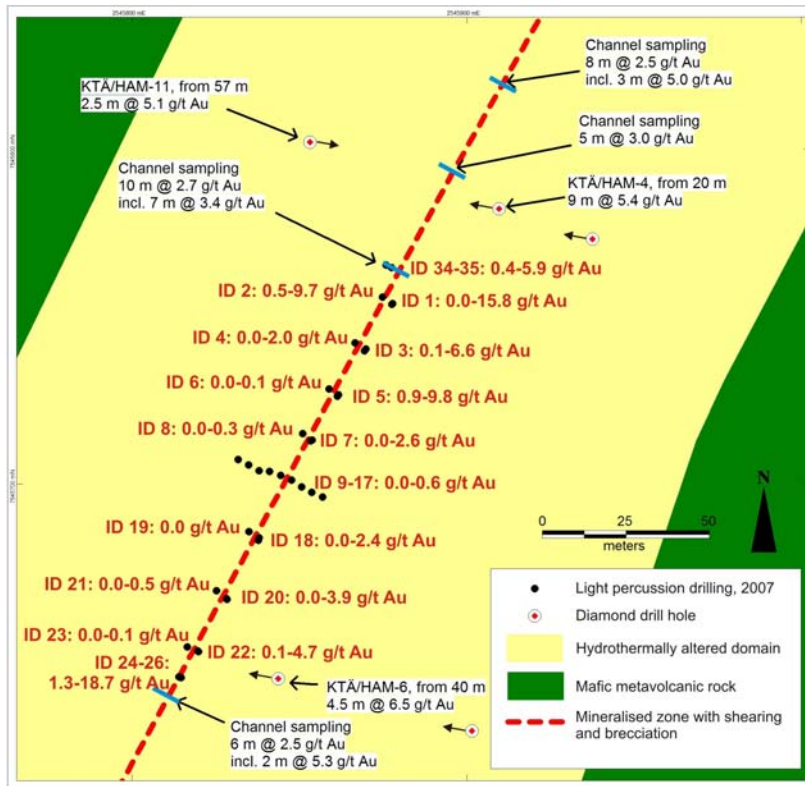 2545800 mE
2545900 mE
Channel sampling
8 m @ 2.5 g/t Au
incl. 3 m @ 5.0 g/t Au
KTÄ/HAM-11, from 57 m
2.5 m @ 5.1 g/t Au
Channel sampling
5 m @ 3.0 g/t Au
Channel sampling
10 m @ 2.7 g/t Au
incl. 7 m @ 3.4 g/t Au
KTÄ/HAM-4, from 20 m
9 m @ 5.4 g/t Au
ID 34-35: 0.4-5.9 g/t Au
ID 2: 0.5-9.7 g/t Au
ID 1: 0.0-15.8 g/t Au
ID 4: 0.0-2.0 g/t Au
ID 3: 0.1-6.6 g/t Au
ID 6: 0.0-0.1 g/t Au
ID 5: 0.9-9.8 g/t Au
ID 8: 0.0-0.3 g/t Au
ID 7: 0.0-2.6 g/t Au
ID 9-17: 0.0-0.6 g/t Au
ID 19: 0.0 g/t Au
ID 18: 0.0-2.4 g/t Au
ID 21: 0.0-0.5 g/t Au
ID 20: 0.0-3.9 g/t Au
ID 23: 0.0-0.1 g/t Au
ID 22: 0.1-4.7 g/t Au
ID 24-26:
1.3-18.7 g/t Au
KTÄ/HAM-6, from 40 m
4.5 m @ 6.5 g/t Au
Channel sampling
6 m @ 2.5 g/t Au
incl. 2 m @ 5.3 g/t Au
N
0 25 50
meters
Light percussion drilling, 2007
Diamond drill hole
Hydrothermally altered domain
Mafic metavolcanic rock
Mineralised zone with shearing
and brecciation